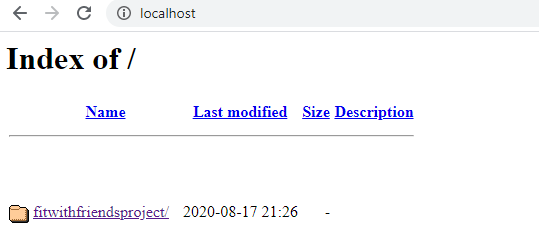 localhost
Index of /
Name Last modified Size Description
fitwithfriendsproject/ 2020-08-17 21:26 -